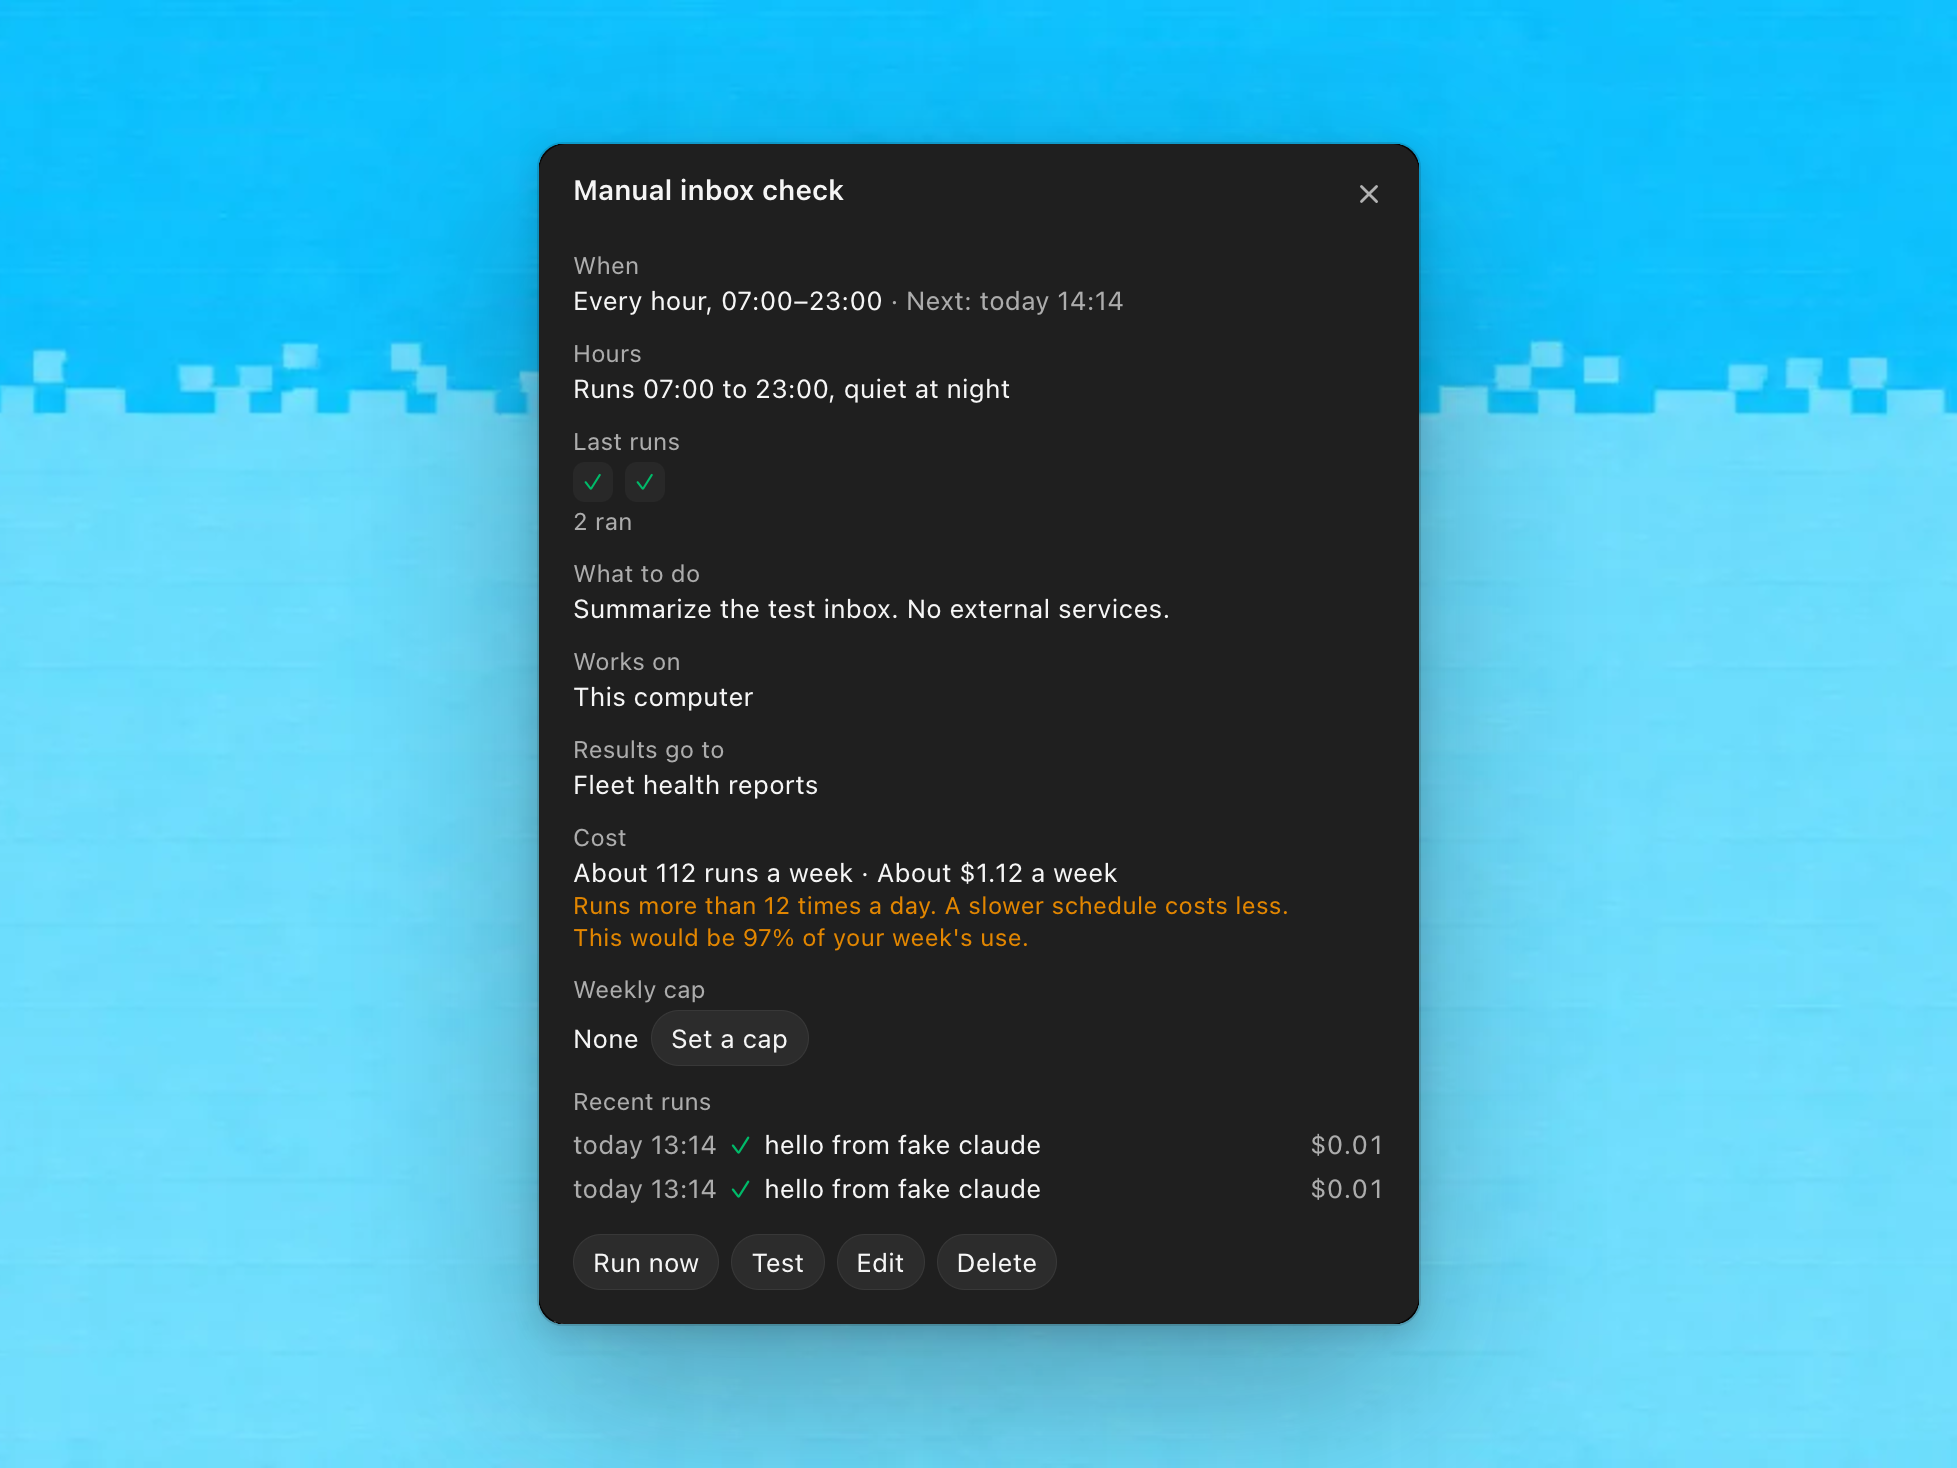 Manual inbox check
When
Every hour, 07:00–23:00 · Next: today 14:14
Hours
Runs 07:00 to 23:00, quiet at night
Last runs
2 ran
What to do
Summarize the test inbox. No external services.
Works on
This computer
Results go to
Fleet health reports
Cost
About 112 runs a week · About $1.12 a week
Runs more than 12 times a day. A slower schedule costs less.
This would be 97% of your week's use.
Weekly cap
None Set a cap
Recent runs
today 13:14 ✓ hello from fake claude $0.01
today 13:14 ✓ hello from fake claude $0.01
Run now Test Edit Delete